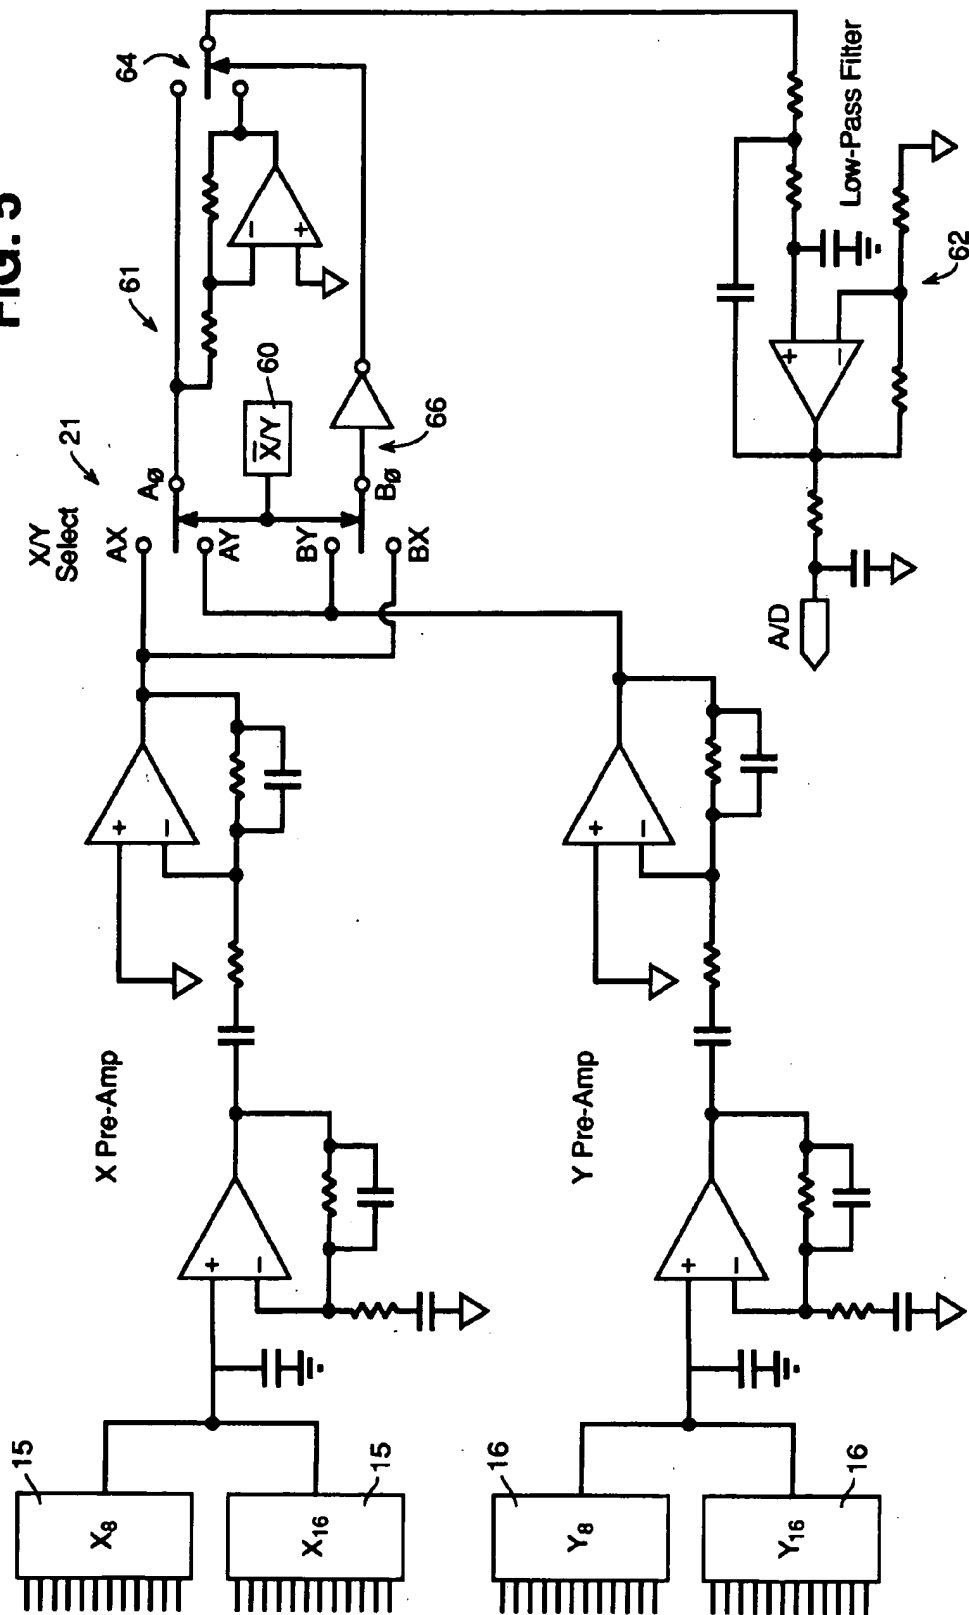 FIG. 5
X/Y
Select
21
61
64
AX
AØ
AY
BY
BØ
BX
X̅/Y
60
66
-
+
X Pre-Amp
+
-
+
-
15
X8
15
X16
Y Pre-Amp
+
-
+
-
16
Y8
16
Y16
Low-Pass Filter
+
-
62
A/D